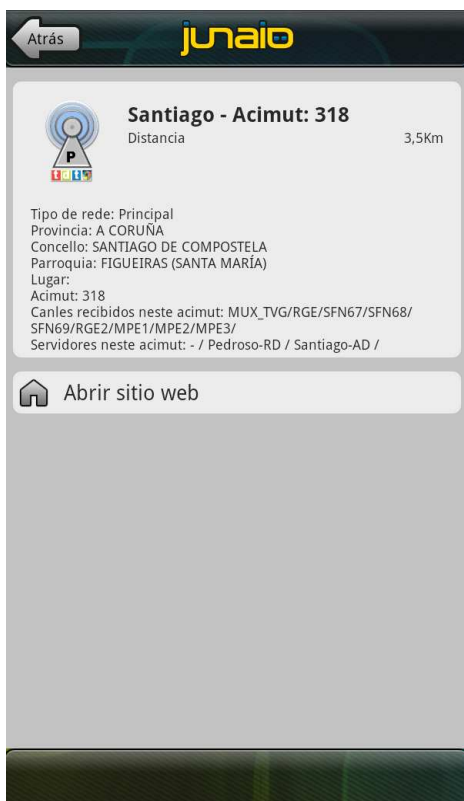 Atrás
junaio
Santiago - Acimut: 318
Distancia 3,5Km
P
tdt
Tipo de rede: Principal
Provincia: A CORUÑA
Concello: SANTIAGO DE COMPOSTELA
Parroquia: FIGUEIRAS (SANTA MARÍA)
Lugar:
Acimut: 318
Canles recibidos neste acimut: MUX_TVG/RGE/SFN67/SFN68/
SFN69/RGE2/MPE1/MPE2/MPE3/
Servidores neste acimut: - / Pedroso-RD / Santiago-AD /
Abrir sitio web